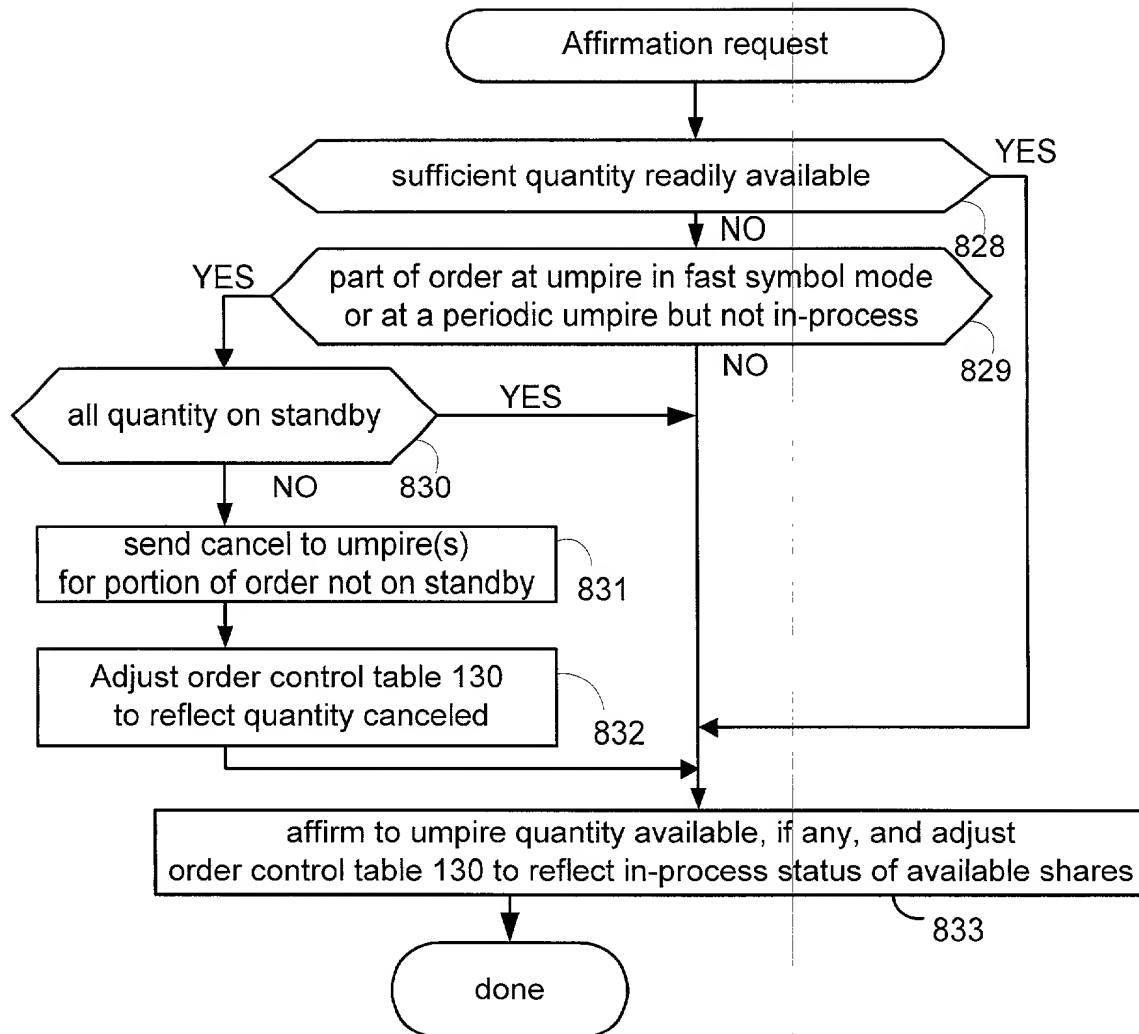 Affirmation request
sufficient quantity readily available
YES
828
NO
part of order at umpire in fast symbol mode
or at a periodic umpire but not in-process
YES
829
NO
all quantity on standby
YES
830
NO
send cancel to umpire(s)
for portion of order not on standby
831
Adjust order control table 130
to reflect quantity canceled
832
affirm to umpire quantity available, if any, and adjust
order control table 130 to reflect in-process status of available shares
833
done